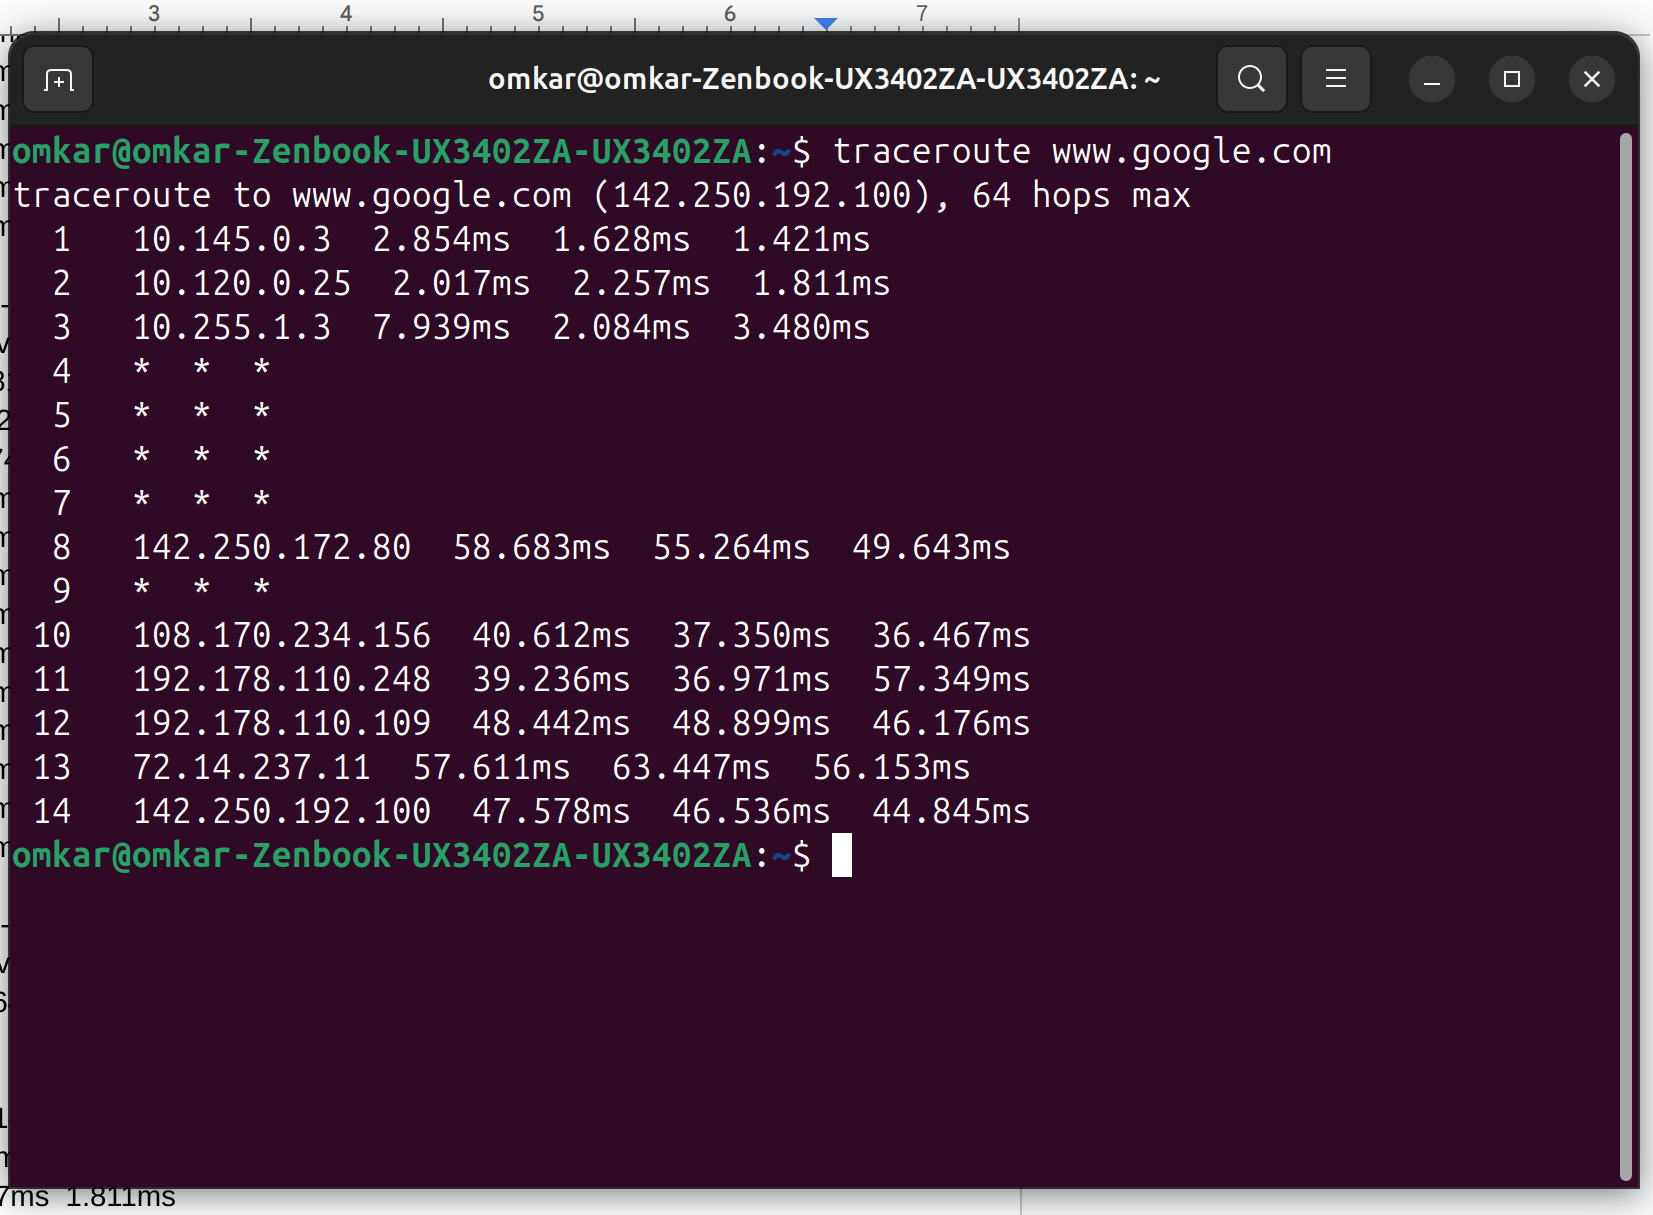 3 4 5 6 7
omkar@omkar-Zenbook-UX3402ZA-UX3402ZA: ~
omkar@omkar-Zenbook-UX3402ZA-UX3402ZA:~$ traceroute www.google.com
traceroute to www.google.com (142.250.192.100), 64 hops max
1 10.145.0.3 2.854ms 1.628ms 1.421ms
2 10.120.0.25 2.017ms 2.257ms 1.811ms
3 10.255.1.3 7.939ms 2.084ms 3.480ms
4 * * *
5 * * *
6 * * *
7 * * *
8 142.250.172.80 58.683ms 55.264ms 49.643ms
9 * * *
10 108.170.234.156 40.612ms 37.350ms 36.467ms
11 192.178.110.248 39.236ms 36.971ms 57.349ms
12 192.178.110.109 48.442ms 48.899ms 46.176ms
13 72.14.237.11 57.611ms 63.447ms 56.153ms
14 142.250.192.100 47.578ms 46.536ms 44.845ms
omkar@omkar-Zenbook-UX3402ZA-UX3402ZA:~$
7ms 1.811ms